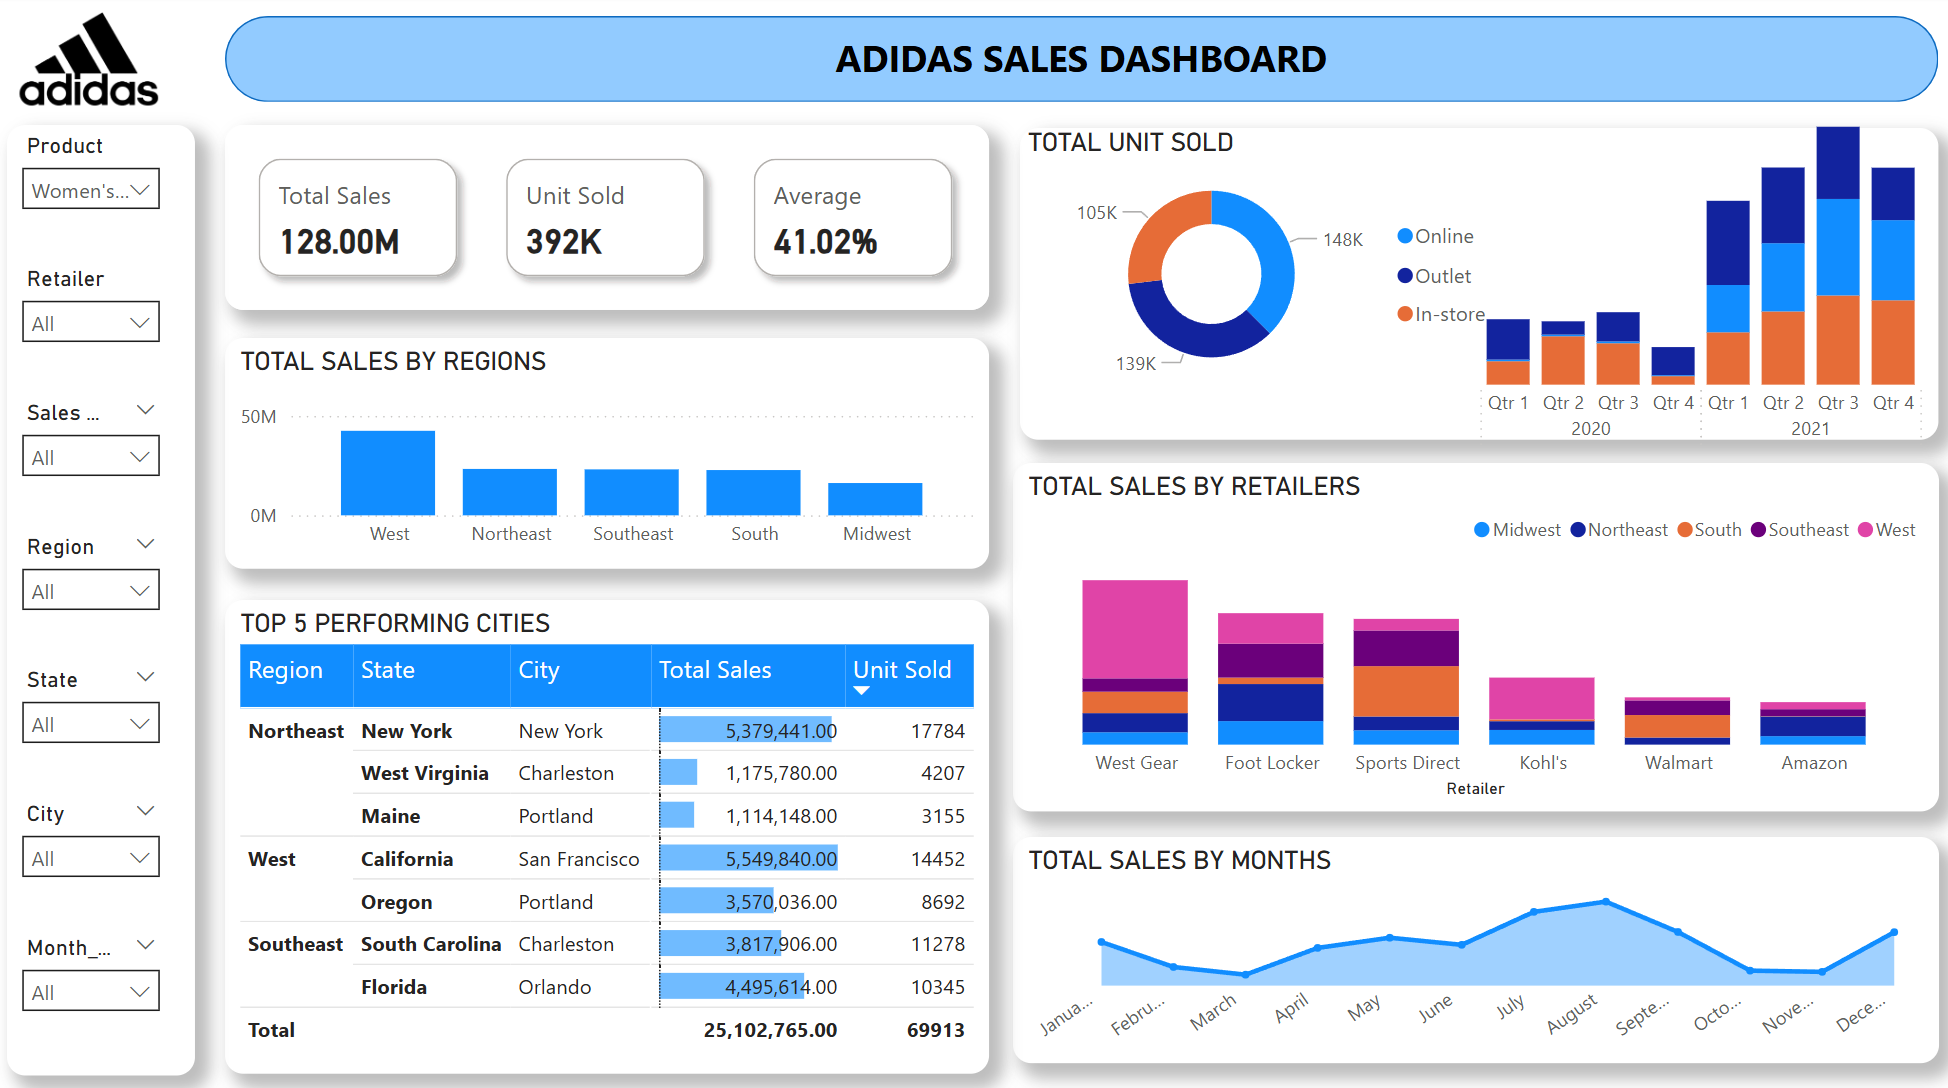 adidas
ADIDAS SALES DASHBOARD
Product
Women's...
Retailer
All
Sales ...
All
Region
All
State
All
City
All
Month_...
All
Total Sales
128.00M
Unit Sold
392K
Average
41.02%
TOTAL SALES BY REGIONS
50M
0M
West Northeast Southeast South Midwest
TOP 5 PERFORMING CITIES
Region State City Total Sales Unit Sold
Northeast New York New York 5,379,441.00 17784
West Virginia Charleston 1,175,780.00 4207
Maine Portland 1,114,148.00 3155
West California San Francisco 5,549,840.00 14452
Oregon Portland 3,570,036.00 8692
Southeast South Carolina Charleston 3,817,906.00 11278
Florida Orlando 4,495,614.00 10345
Total 25,102,765.00 69913
TOTAL UNIT SOLD
105K
148K
139K
Online
Outlet
In-store
Qtr 1 Qtr 2 Qtr 3 Qtr 4 Qtr 1 Qtr 2 Qtr 3 Qtr 4
2020 2021
TOTAL SALES BY RETAILERS
Midwest Northeast South Southeast West
West Gear Foot Locker Sports Direct Kohl's Walmart Amazon
Retailer
TOTAL SALES BY MONTHS
Janua... Febru... March April May June July August Septe... Octo... Nove... Dece...